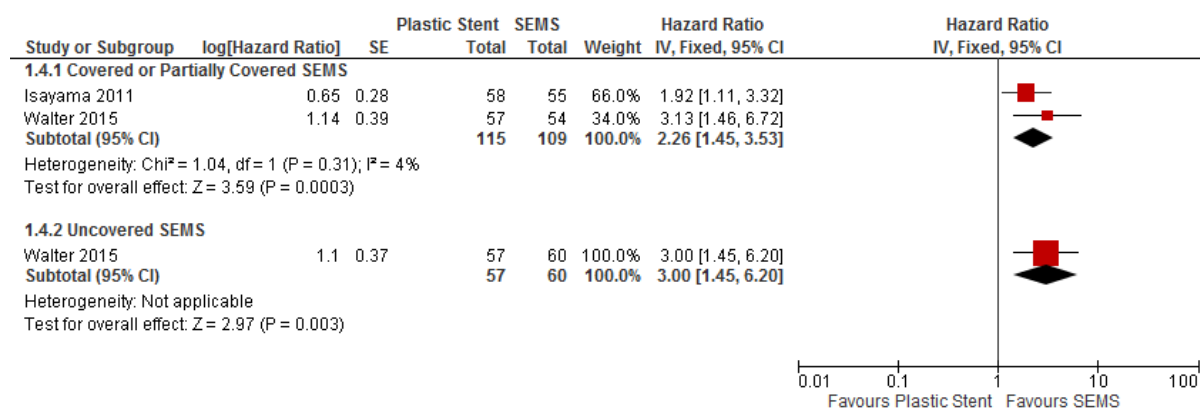 Plastic Stent SEMS Hazard Ratio Hazard Ratio
Study or Subgroup log[Hazard Ratio] SE Total Total Weight IV, Fixed, 95% CI IV, Fixed, 95% CI
1.4.1 Covered or Partially Covered SEMS
Isayama 2011 0.65 0.28 58 55 66.0% 1.92 [1.11, 3.32]
Walter 2015 1.14 0.39 57 54 34.0% 3.13 [1.46, 6.72]
Subtotal (95% CI) 115 109 100.0% 2.26 [1.45, 3.53]
Heterogeneity: Chi² = 1.04, df = 1 (P = 0.31); I² = 4%
Test for overall effect: Z = 3.59 (P = 0.0003)
1.4.2 Uncovered SEMS
Walter 2015 1.1 0.37 57 60 100.0% 3.00 [1.45, 6.20]
Subtotal (95% CI) 57 60 100.0% 3.00 [1.45, 6.20]
Heterogeneity: Not applicable
Test for overall effect: Z = 2.97 (P = 0.003)
0.01 0.1 1 10 100
Favours Plastic Stent Favours SEMS